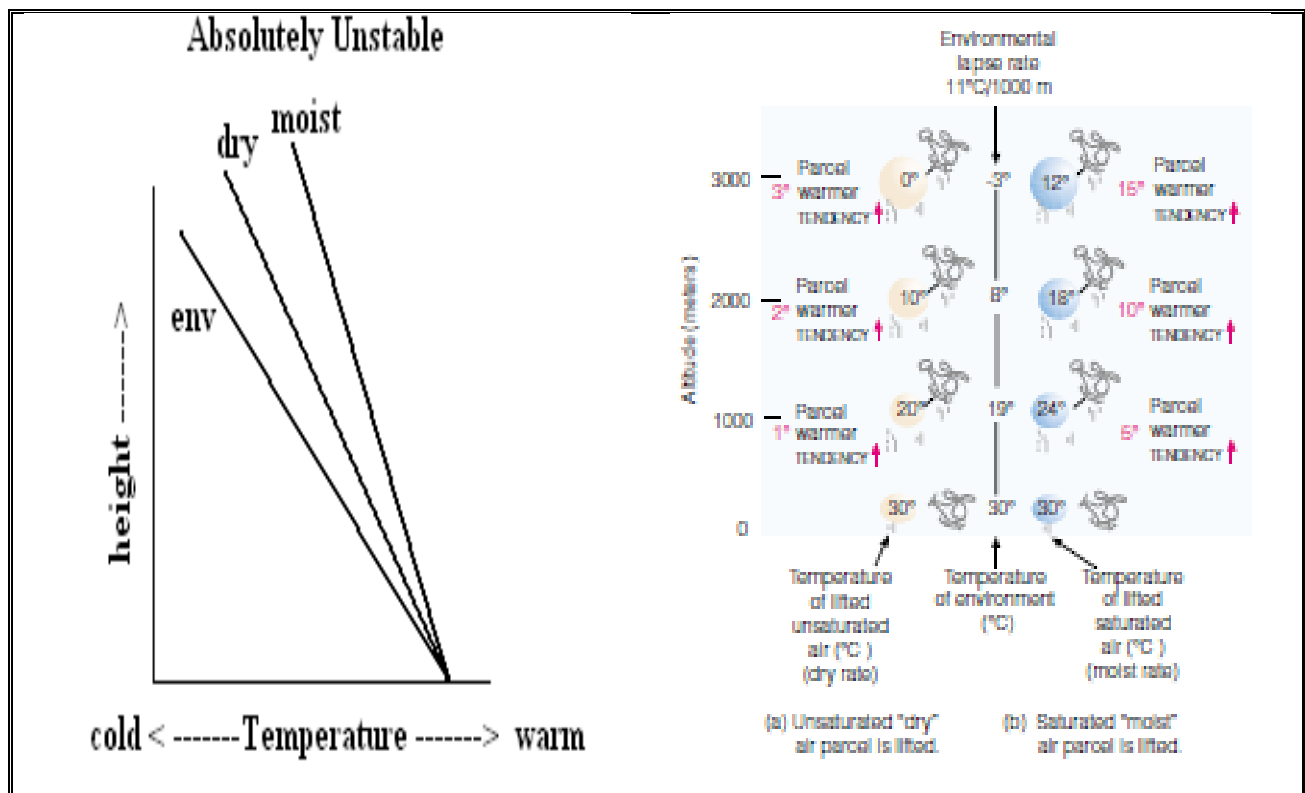 Absolutely Unstable
moist
dry
env
height ------>
cold < -------Temperature -------> warm
Environmental
lapse rate
11°C/1000 m
Altitude (meters)
3000
3°
Parcel
warmer
TENDENCY
0°
-3°
12°
15°
Parcel
warmer
TENDENCY
2000
2°
Parcel
warmer
TENDENCY
10°
8°
18°
10°
Parcel
warmer
TENDENCY
1000
1°
Parcel
warmer
TENDENCY
20°
19°
24°
5°
Parcel
warmer
TENDENCY
0
30°
30°
30°
Temperature
of lifted
unsaturated
air (°C )
(dry rate)
Temperature
of environment
(°C)
Temperature
of lifted
saturated
air (°C )
(moist rate)
(a) Unsaturated "dry"
air parcel is lifted.
(b) Saturated "moist"
air parcel is lifted.